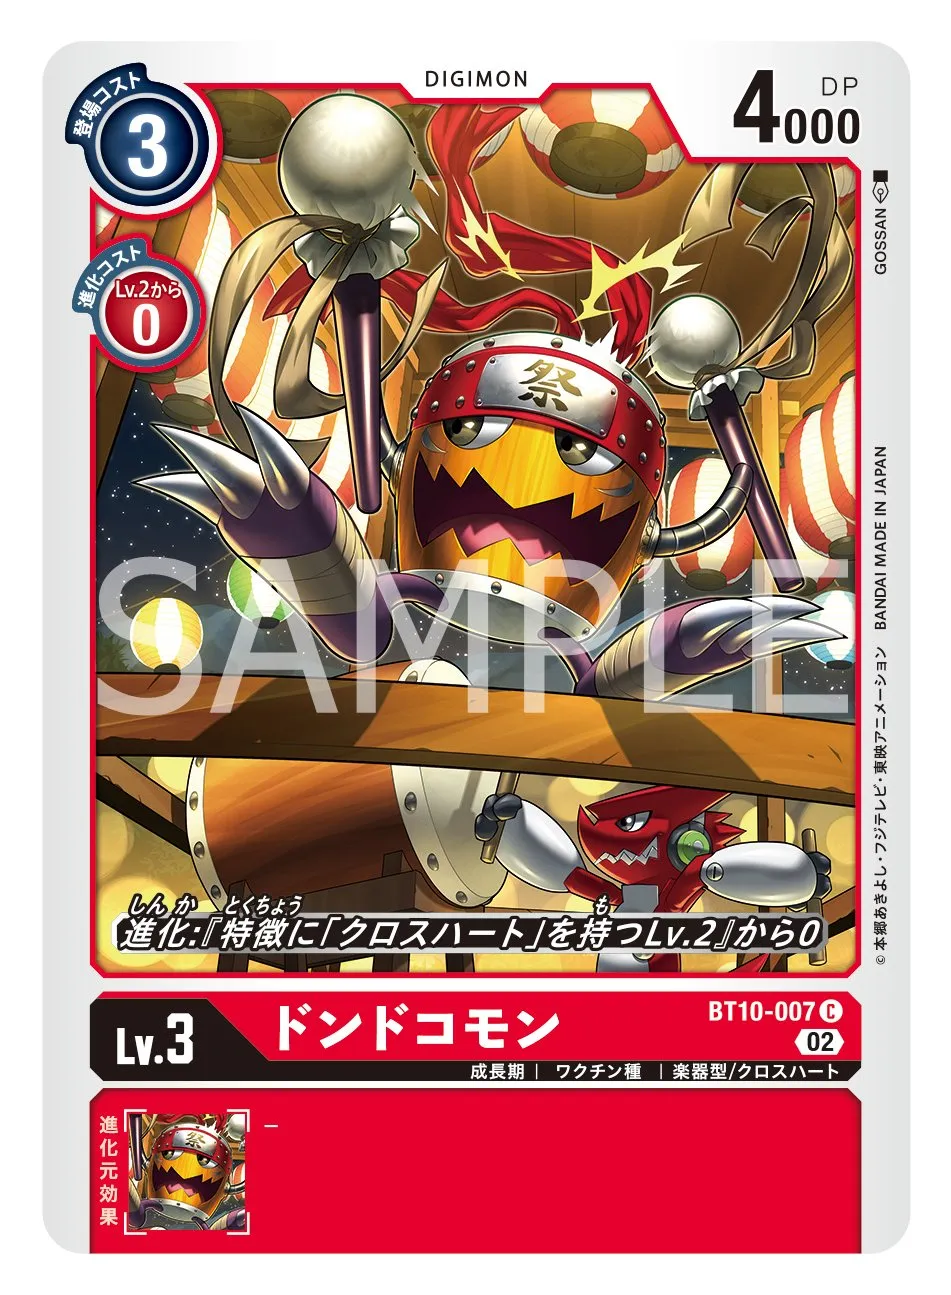 DIGIMON
登場コスト
3
4000
DP
進化コスト
Lv.2から
0
GOSSAN
祭
SAMPLE
BANDAI MADE IN JAPAN
©本郷あきよし・フジテレビ・東映アニメーション
しんか とくちょう も
進化:『特徴に「クロスハート」を持つLv.2』から0
Lv.3
ドンドコモン
BT10-007 C
02
成長期 | ワクチン種 | 楽器型/クロスハート
進化元効果
祭
－